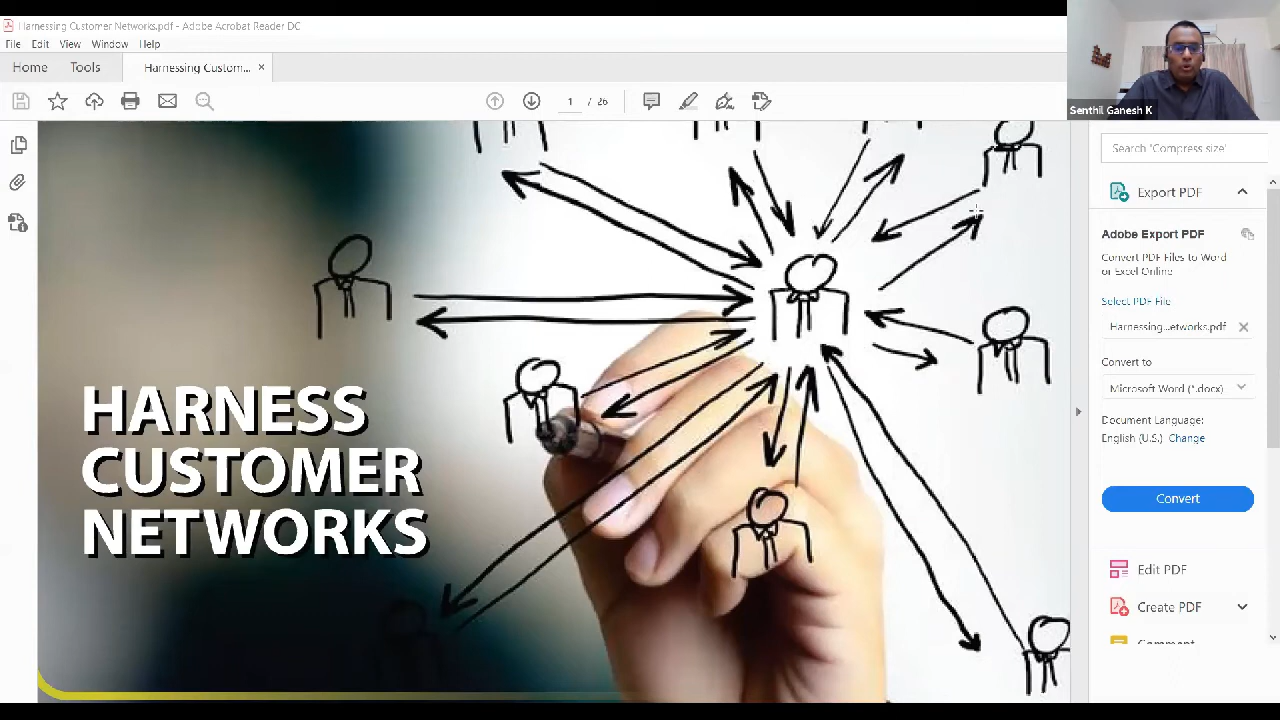 Harnessing Customer Networks.pdf - Adobe Acrobat Reader DC
File Edit View Window Help
Home Tools Harnessing Custom... ×
1 / 26
Senthil Ganesh K
Search 'Compress size'
Export PDF
Adobe Export PDF
Convert PDF Files to Word
or Excel Online
Select PDF File
Harnessing...etworks.pdf
Convert to
Microsoft Word (*.docx)
Document Language:
English (U.S.) Change
Convert
Edit PDF
Create PDF
Comment
HARNESS
CUSTOMER
NETWORKS